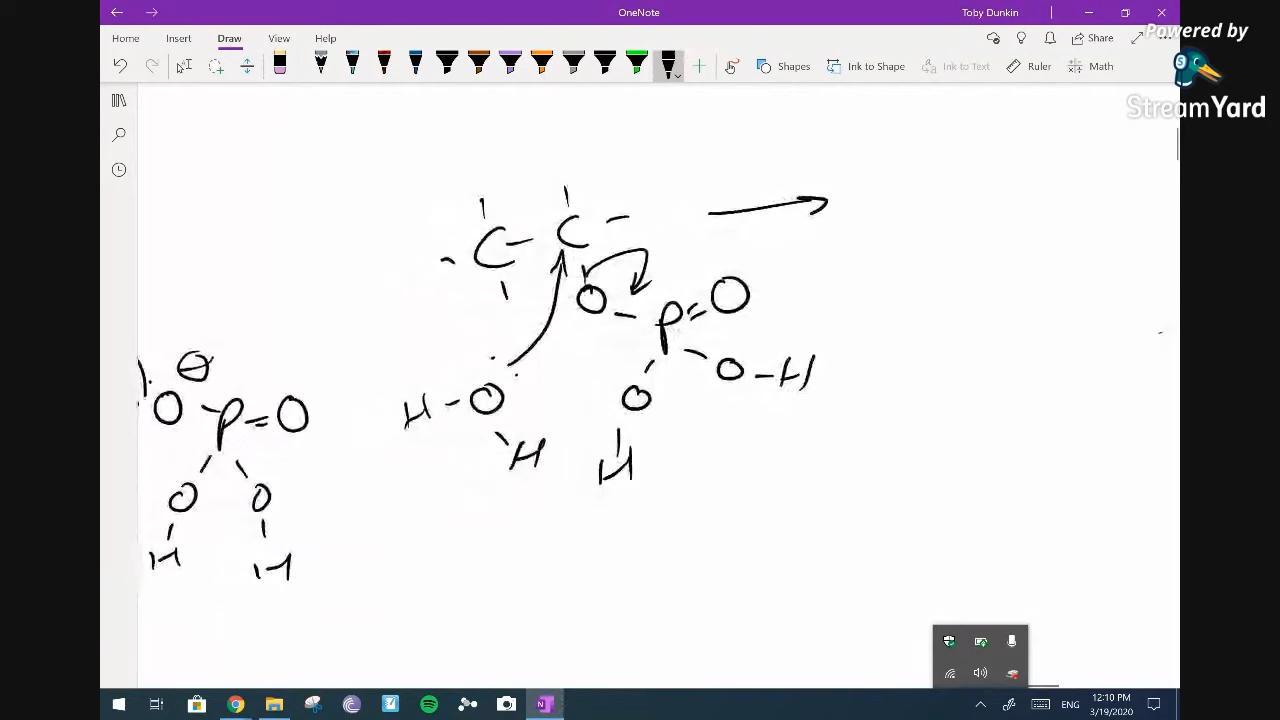 OneNote
Toby Dunkin
Powered by
StreamYard
Home Insert Draw View Help
Share
Shapes Ink to Shape Ink to Text Ruler + Math
C - C -
O - P = O
O - H
H - O
H
O
H
⊖
O - P = O
O O
H H
ENG
12:10 PM
3/19/2020